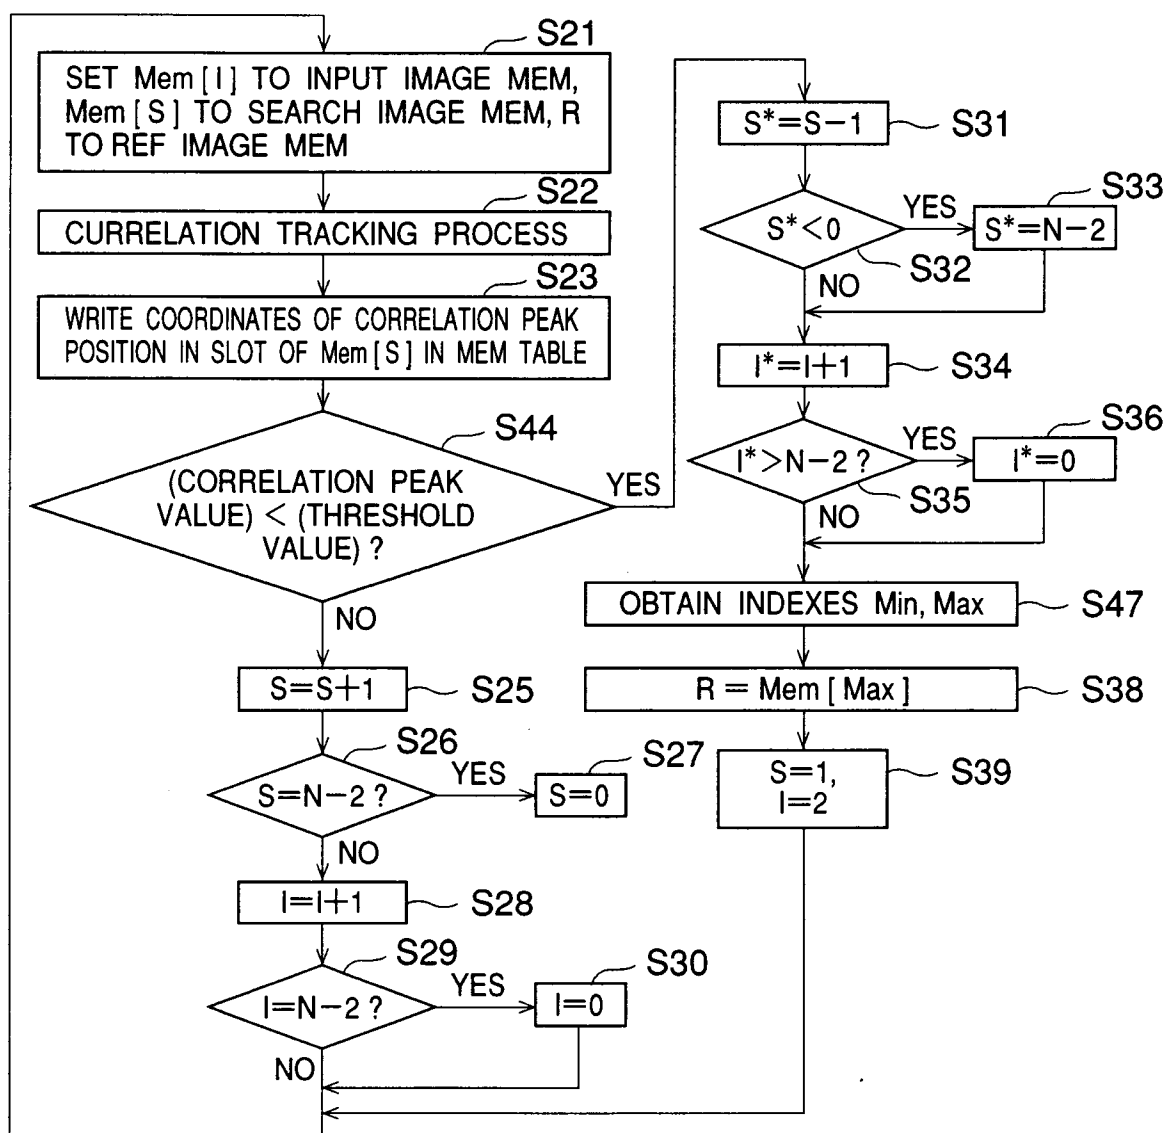 S21
SET Mem[I] TO INPUT IMAGE MEM,
Mem[S] TO SEARCH IMAGE MEM, R
TO REF IMAGE MEM
S22
CURRELATION TRACKING PROCESS
S23
WRITE COORDINATES OF CORRELATION PEAK
POSITION IN SLOT OF Mem[S] IN MEM TABLE
S44
(CORRELATION PEAK
VALUE) < (THRESHOLD
VALUE) ?
YES
NO
S=S+1
S25
S26
S=N-2 ?
YES
S27
S=0
NO
I=I+1
S28
S29
I=N-2 ?
YES
S30
I=0
NO
S*=S-1
S31
S*<0
YES
S32
S33
S*=N-2
NO
I*=I+1
S34
I*>N-2 ?
YES
S35
S36
I*=0
NO
OBTAIN INDEXES Min, Max
S47
R = Mem [ Max ]
S38
S=1,
I=2
S39